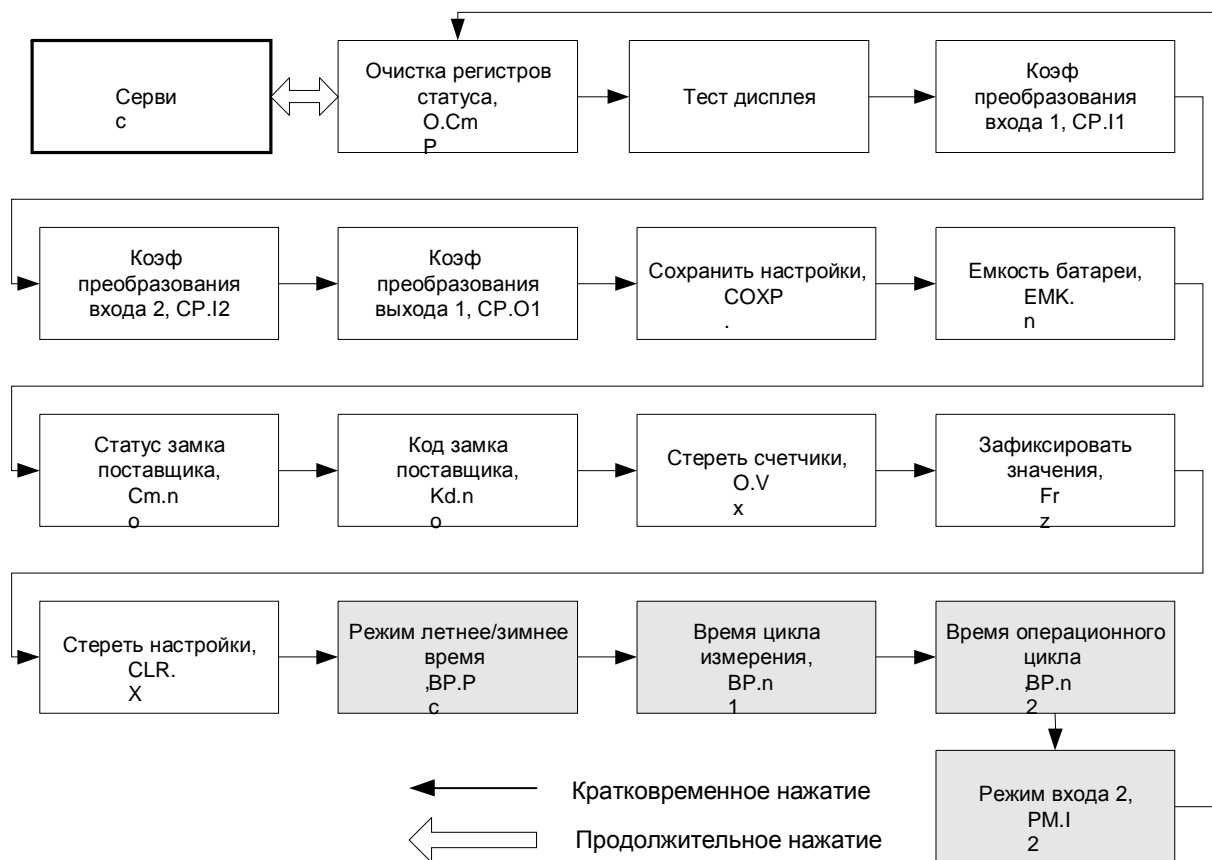 Серви
с
Очистка регистров
статуса,
O.Cm
P
Тест дисплея
Коэф
преобразования
входа 1, CP.I1
Коэф
преобразования
входа 2, CP.I2
Коэф
преобразования
выхода 1, CP.O1
Сохранить настройки,
COXP
.
Емкость батареи,
EMK.
n
Статус замка
поставщика,
Cm.n
o
Код замка
поставщика,
Kd.n
o
Стереть счетчики,
O.V
x
Зафиксировать
значения,
Fr
z
Стереть настройки,
CLR.
X
Режим летнее/зимнее
время
,BP.P
c
Время цикла
измерения,
BP.n
1
Время операционного
цикла
,BP.n
2
Режим входа 2,
PM.I
2
Кратковременное нажатие
Продолжительное нажатие